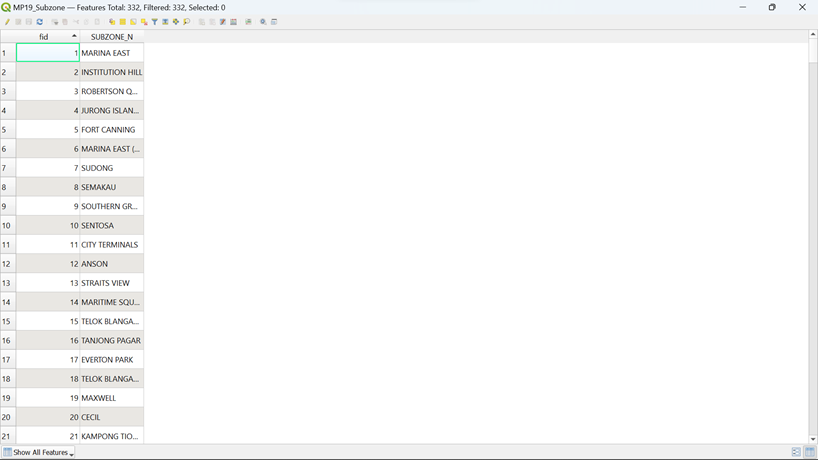 MP19_Subzone — Features Total: 332, Filtered: 332, Selected: 0
fid SUBZONE_N
1 1 MARINA EAST
2 2 INSTITUTION HILL
3 3 ROBERTSON Q...
4 4 JURONG ISLAN...
5 5 FORT CANNING
6 6 MARINA EAST (...
7 7 SUDONG
8 8 SEMAKAU
9 9 SOUTHERN GR...
10 10 SENTOSA
11 11 CITY TERMINALS
12 12 ANSON
13 13 STRAITS VIEW
14 14 MARITIME SQU...
15 15 TELOK BLANGA...
16 16 TANJONG PAGAR
17 17 EVERTON PARK
18 18 TELOK BLANGA...
19 19 MAXWELL
20 20 CECIL
21 21 KAMPONG TIO...
Show All Features